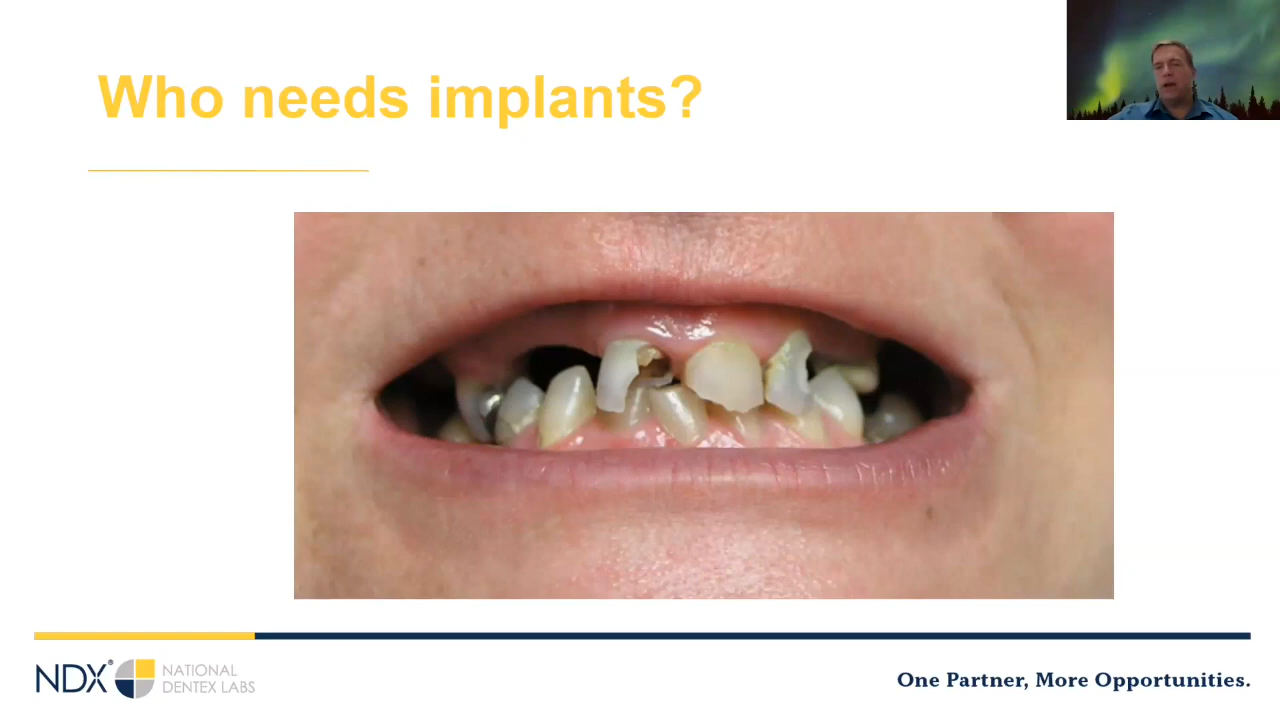 Who needs implants?
NDX®
NATIONAL
DENTEX LABS
One Partner, More Opportunities.